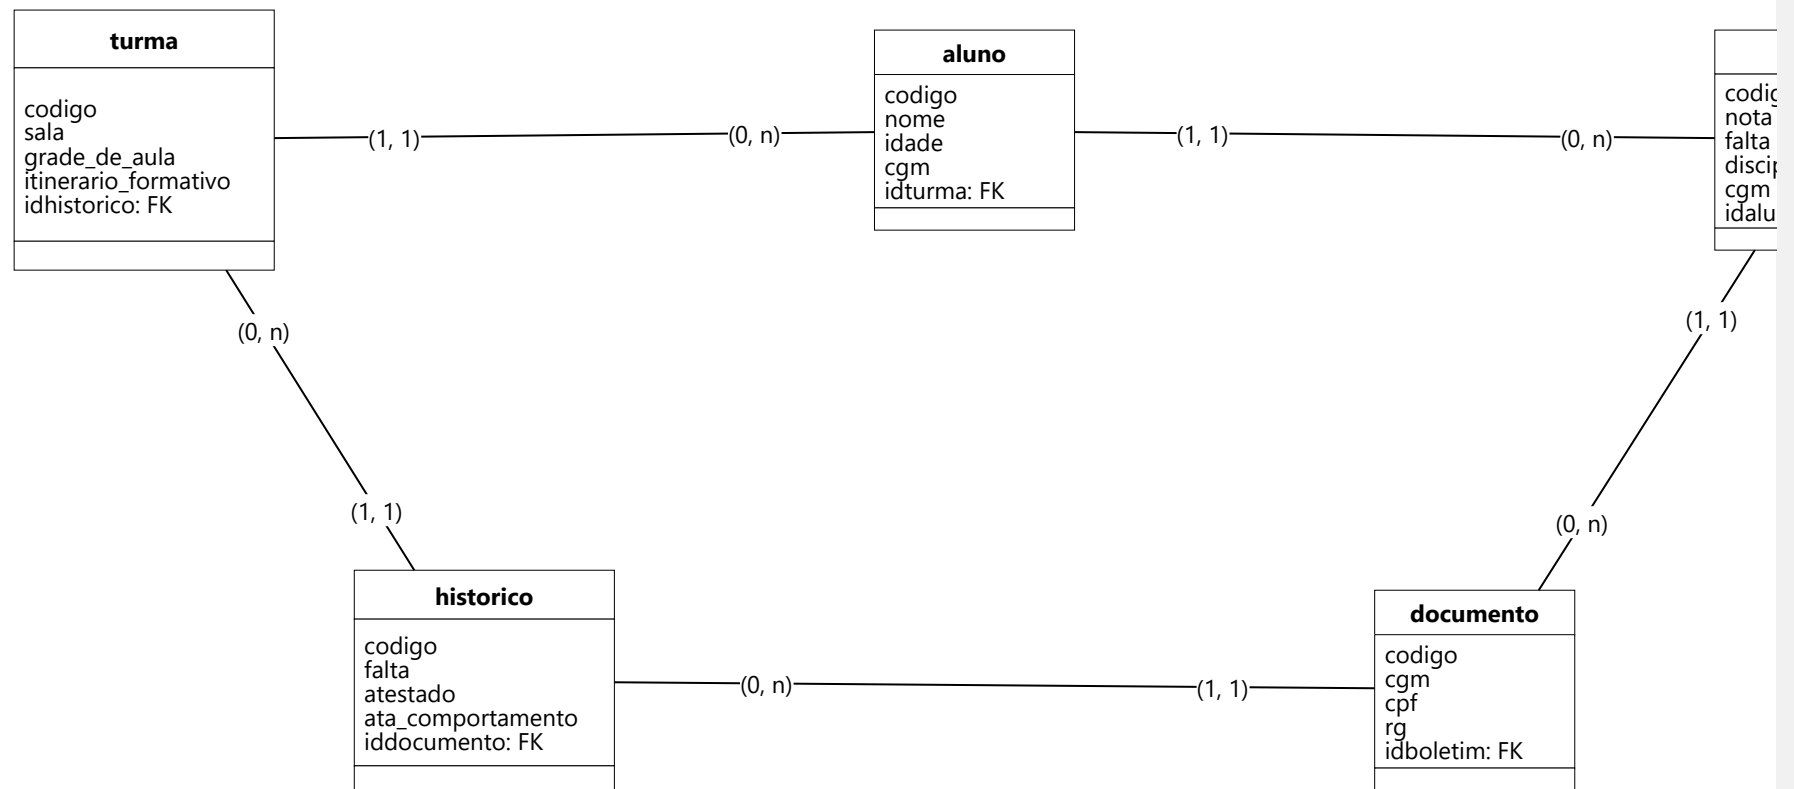 turma
codigo
sala
grade_de_aula
itinerario_formativo
idhistorico: FK
(1, 1)
(0, n)
aluno
codigo
nome
idade
cgm
idturma: FK
(1, 1)
(0, n)
nota
falta
cgm
(0, n)
(1, 1)
(1, 1)
(0, n)
historico
codigo
falta
atestado
ata_comportamento
iddocumento: FK
(0, n)
(1, 1)
documento
codigo
cgm
cpf
rg
idboletim: FK